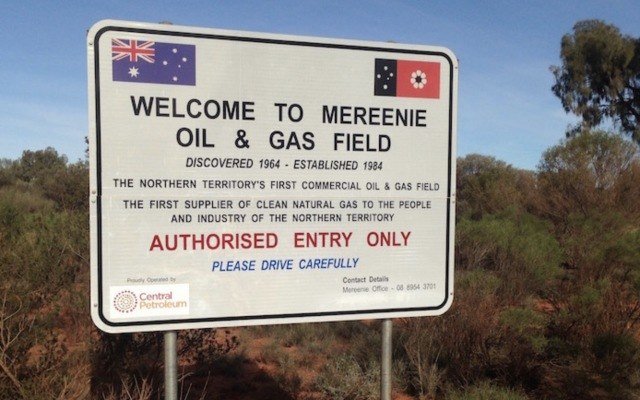 WELCOME TO MEREENIE
OIL & GAS FIELD
DISCOVERED 1964 - ESTABLISHED 1984
THE NORTHERN TERRITORY'S FIRST COMMERCIAL OIL & GAS FIELD
THE FIRST SUPPLIER OF CLEAN NATURAL GAS TO THE PEOPLE
AND INDUSTRY OF THE NORTHERN TERRITORY
AUTHORISED ENTRY ONLY
PLEASE DRIVE CAREFULLY
Proudly Operated by
Central
Petroleum
Contact Details
Mereenie Office - 08 8954 3701